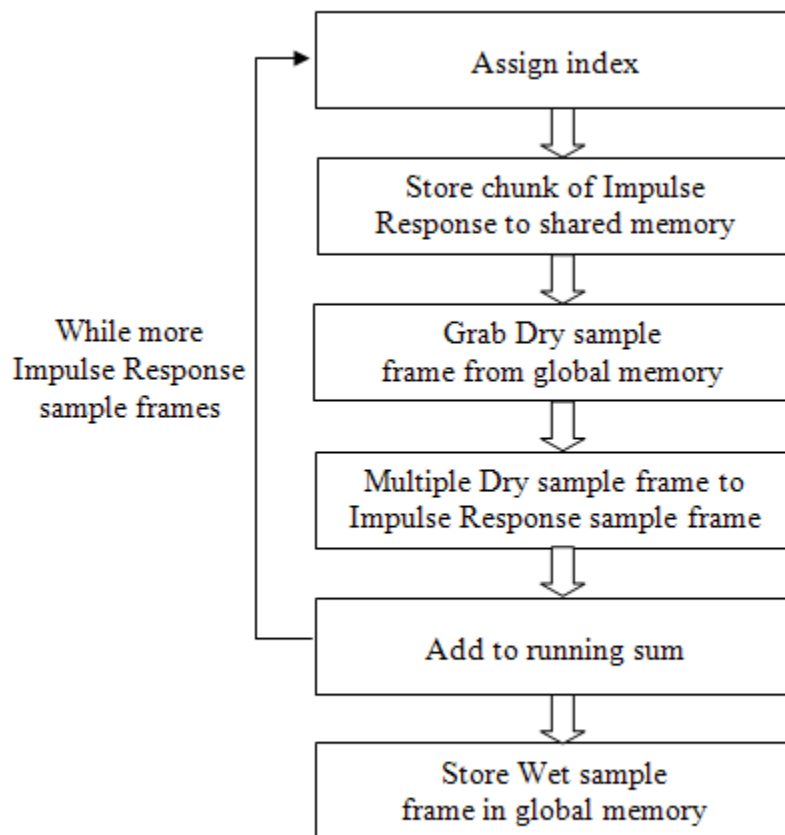 Assign index
Store chunk of Impulse
Response to shared memory
Grab Dry sample
frame from global memory
While more
Impulse Response
sample frames
Multiple Dry sample frame to
Impulse Response sample frame
Add to running sum
Store Wet sample
frame in global memory